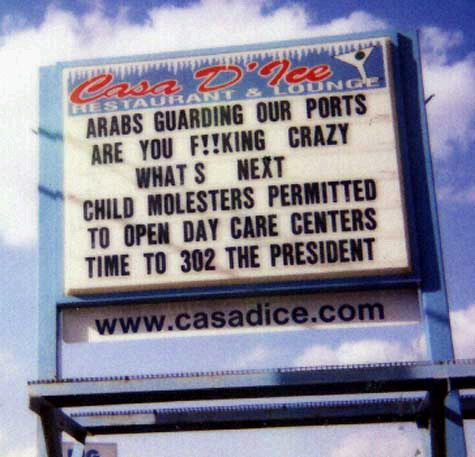 Casa D'Ice
RESTAURANT & LOUNGE
ARABS GUARDING OUR PORTS
ARE YOU F!!KING CRAZY
WHAT S NEXT
CHILD MOLESTERS PERMITTED
TO OPEN DAY CARE CENTERS
TIME TO 302 THE PRESIDENT
www.casadice.com